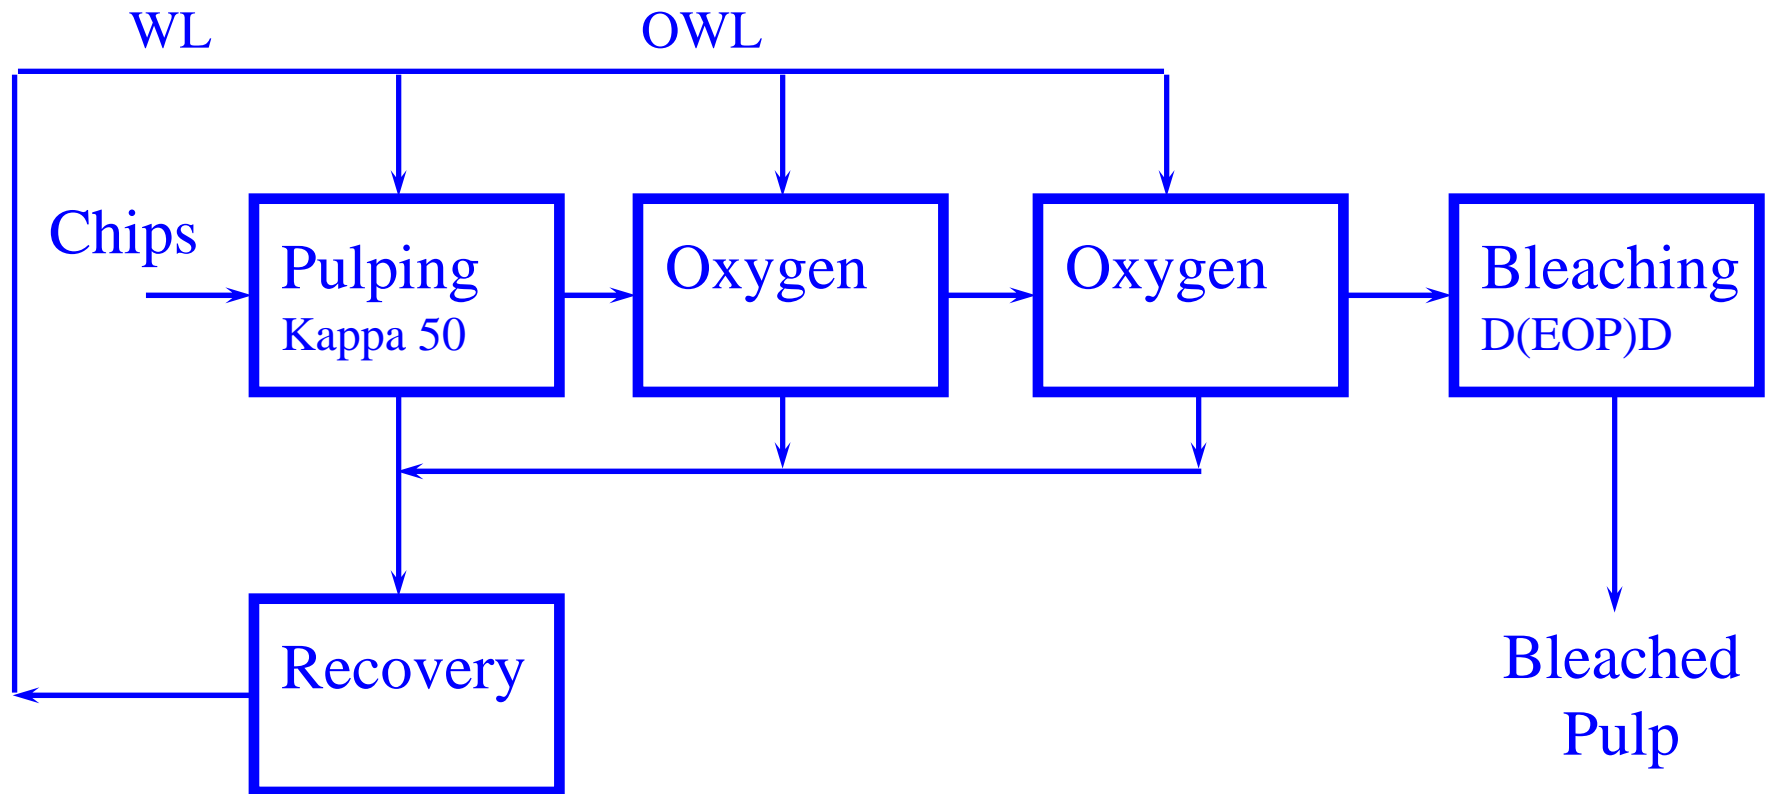 WL
OWL
Chips
Pulping
Kappa 50
Oxygen
Oxygen
Bleaching
D(EOP)D
Recovery
Bleached
Pulp